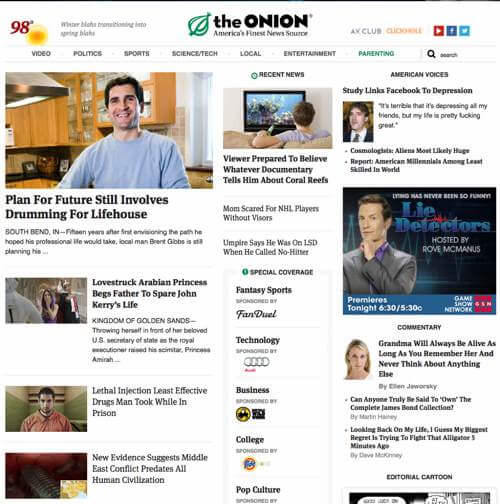 98°
Winter blahs transitioning into
spring blahs
the ONION®
America's Finest News Source
A.V. CLUB
CLICKHOLE
VIDEO
POLITICS
SPORTS
SCIENCE/TECH
LOCAL
ENTERTAINMENT
PARENTING
search
Plan For Future Still Involves
Drumming For Lifehouse
SOUTH BEND, IN—Fifteen years after first envisioning the path he
hoped his professional life would take, local man Brent Gibbs is still
planning his ...
Lovestruck Arabian Princess
Begs Father To Spare John
Kerry's Life
KINGDOM OF GOLDEN SANDS—
Throwing herself in front of her beloved
U.S. secretary of state as the royal
executioner raised his scimitar, Princess
Amirah ...
Lethal Injection Least Effective
Drugs Man Took While In
Prison
New Evidence Suggests Middle
East Conflict Predates All
Human Civilization
RECENT NEWS
Viewer Prepared To Believe
Whatever Documentary
Tells Him About Coral Reefs
Mom Scared For NHL Players
Without Visors
Umpire Says He Was On LSD
When He Called No-Hitter
SPECIAL COVERAGE
Fantasy Sports
SPONSORED BY
FANDUEL
Technology
SPONSORED BY
Audi
Business
SPONSORED BY
College
SPONSORED BY
Pop Culture
SPONSORED BY
AMERICAN VOICES
Study Links Facebook To Depression
"It's terrible that it's depressing all my
friends, but my life is pretty fucking
great."
• Cosmologists: Aliens Most Likely Huge
• Report: American Millennials Among Least
Skilled In World
LYING HAS NEVER BEEN SO FUNNY!
Lie
Detectors
HOSTED BY
ROVE MCMANUS
Premieres
Tonight 6:30/5:30c
GAME
SHOW
NETWORK
GSN
COMMENTARY
Grandma Will Always Be Alive As
Long As You Remember Her And
Never Think About Anything
Else
By Ellen Jaworsky
• Can Anyone Truly Be Said To 'Own' The
Complete James Bond Collection?
By Martin Hainey
• Looking Back On My Life, I Guess My Biggest
Regret Is Trying To Fight That Alligator 5
Minutes Ago
By Dave McKinney
EDITORIAL CARTOON